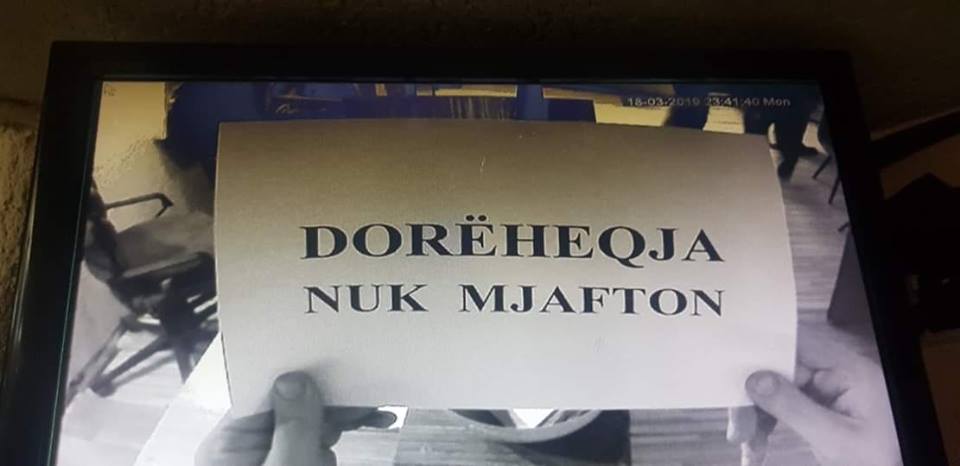 18-03-2019 23:41:40 Mon
DORËHEQJA
NUK MJAFTON